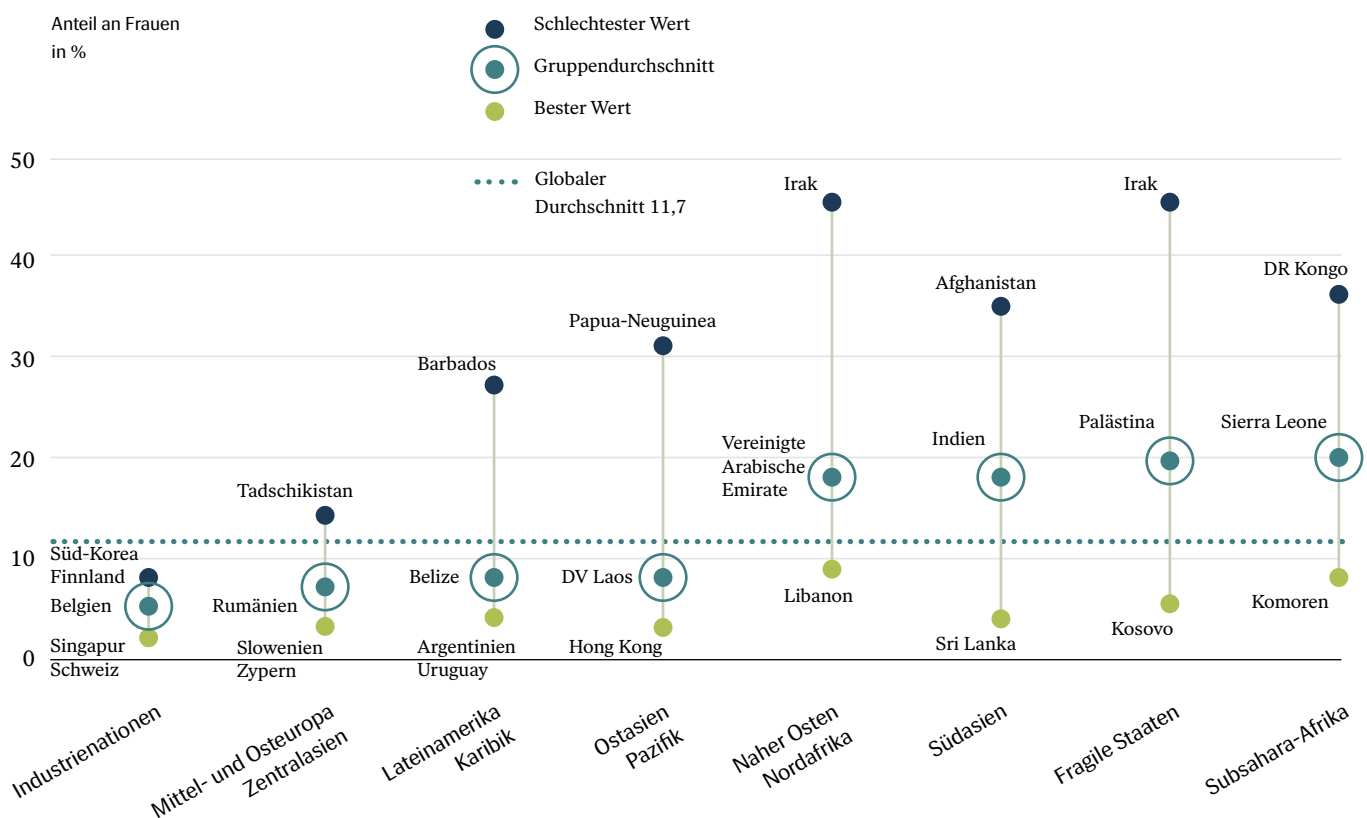 Anteil an Frauen
in %
Schlechtester Wert
Gruppendurchschnitt
Bester Wert
Globaler
Durchschnitt 11,7
50
40
30
20
10
0
Süd-Korea
Finnland
Belgien
Singapur
Schweiz
Tadschikistan
Rumänien
Slowenien
Zypern
Barbados
Belize
Argentinien
Uruguay
Papua-Neuguinea
DV Laos
Hong Kong
Irak
Vereinigte
Arabische
Emirate
Libanon
Afghanistan
Indien
Sri Lanka
Irak
Palästina
Kosovo
DR Kongo
Sierra Leone
Komoren
Industrienationen
Mittel- und Osteuropa
Zentralasien
Lateinamerika
Karibik
Ostasien
Pazifik
Naher Osten
Nordafrika
Südasien
Fragile Staaten
Subsahara-Afrika